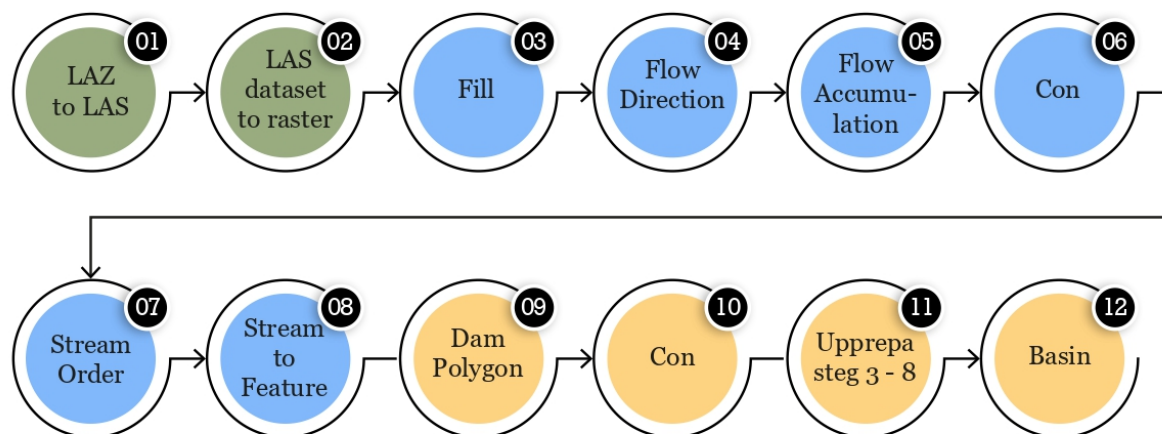 01
LAZ
to LAS
02
LAS
dataset
to raster
03
Fill
04
Flow
Direction
05
Flow
Accumu-
lation
06
Con
07
Stream
Order
08
Stream
to
Feature
09
Dam
Polygon
10
Con
11
Upprepa
steg 3 - 8
12
Basin